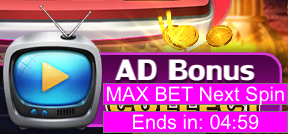 AD Bonus
MAX BET Next Spin
Ends in: 04:59